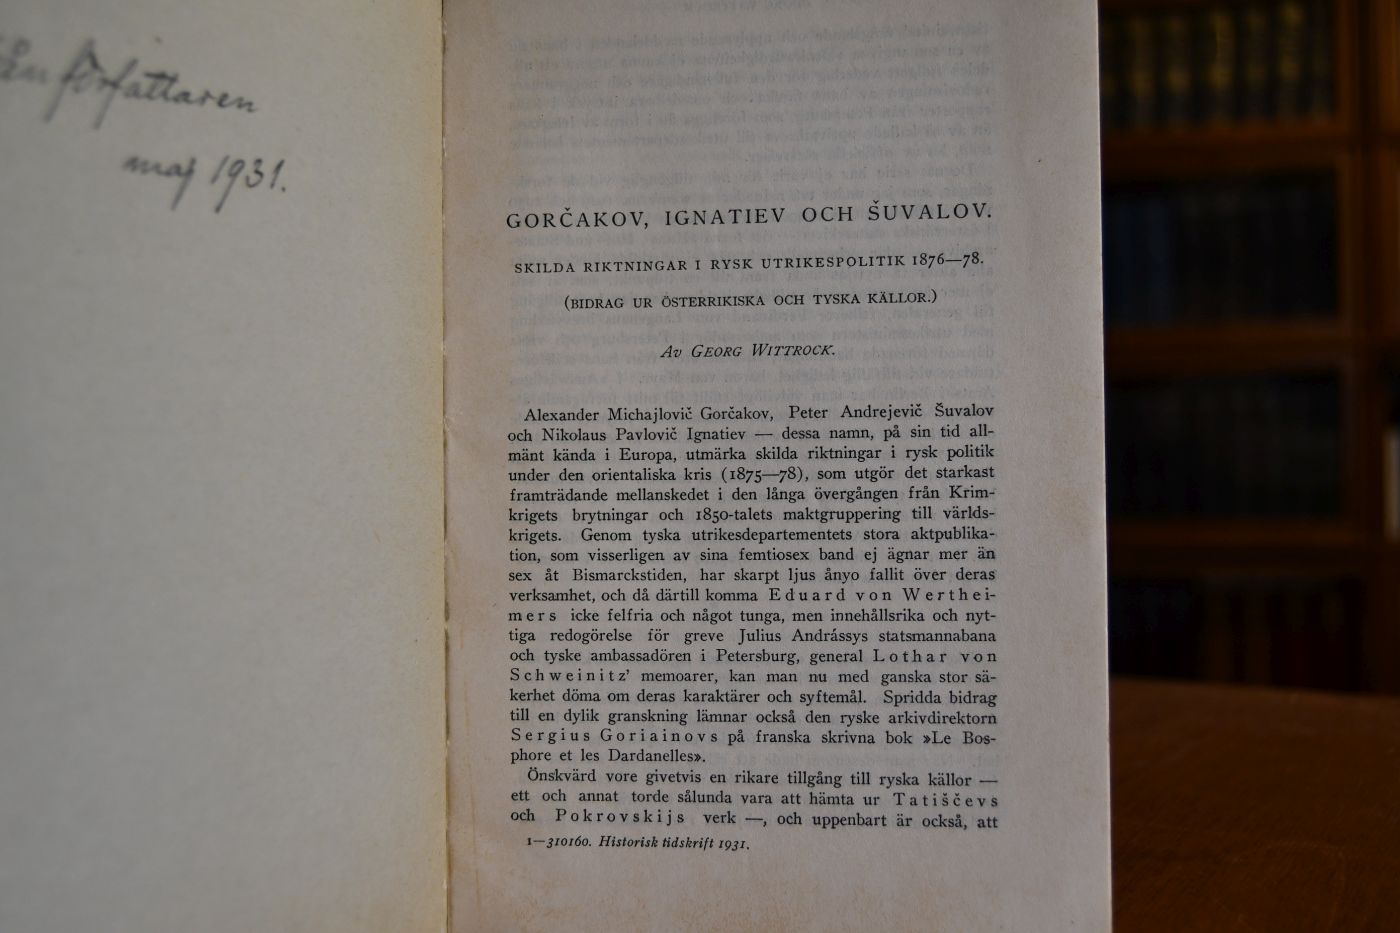 från författaren
maj 1931.
GORČAKOV, IGNATIEV OCH ŠUVALOV.
SKILDA RIKTNINGAR I RYSK UTRIKESPOLITIK 1876—78.
(BIDRAG UR ÖSTERRIKISKA OCH TYSKA KÄLLOR.)
Av GEORG WITTROCK.
Alexander Michajlovič Gorčakov, Peter Andrejevič Šuvalov
och Nikolaus Pavlovič Ignatiev — dessa namn, på sin tid all-
mänt kända i Europa, utmärka skilda riktningar i rysk politik
under den orientaliska kris (1875—78), som utgör det starkast
framträdande mellanskedet i den långa övergången från Krim-
krigets brytningar och 1850-talets maktgruppering till världs-
krigets. Genom tyska utrikesdepartementets stora aktpublika-
tion, som visserligen av sina femtiosex band ej ägnar mer än
sex åt Bismarckstiden, har skarpt ljus ånyo fallit över deras
verksamhet, och då därtill komma Eduard von Werthei-
mers icke felfria och något tunga, men innehållsrika och nyt-
tiga redogörelse för greve Julius Andrássys statsmannabana
och tyske ambassadören i Petersburg, general Lothar von
Schweinitz' memoarer, kan man nu med ganska stor sä-
kerhet döma om deras karaktärer och syftemål. Spridda bidrag
till en dylik granskning lämnar också den ryske arkivdirektorn
Sergius Goriainovs på franska skrivna bok »Le Bos-
phore et les Dardanelles».
Önskvärd vore givetvis en rikare tillgång till ryska källor —
ett och annat torde sålunda vara att hämta ur Tatiščevs
och Pokrovskijs verk —, och uppenbart är också, att
1—310160. Historisk tidskrift 1931.